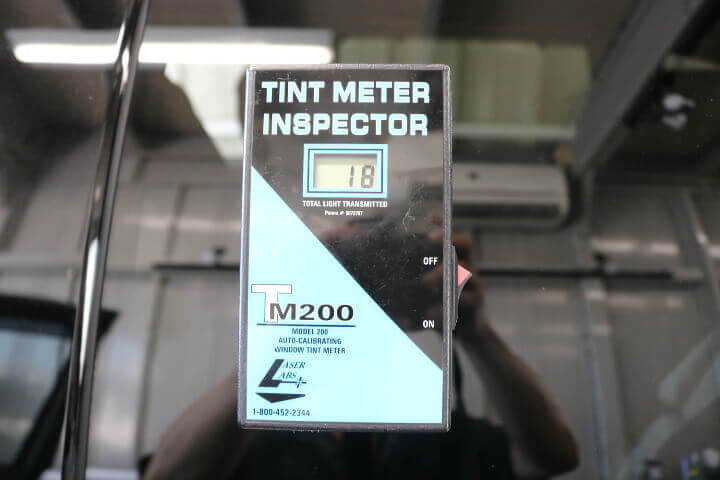 TINT METER
INSPECTOR
18
TOTAL LIGHT TRANSMITTED
OFF
TM200
ON
MODEL 200
AUTO-CALIBRATING
WINDOW TINT METER
LASER
LABS
1-800-452-2344